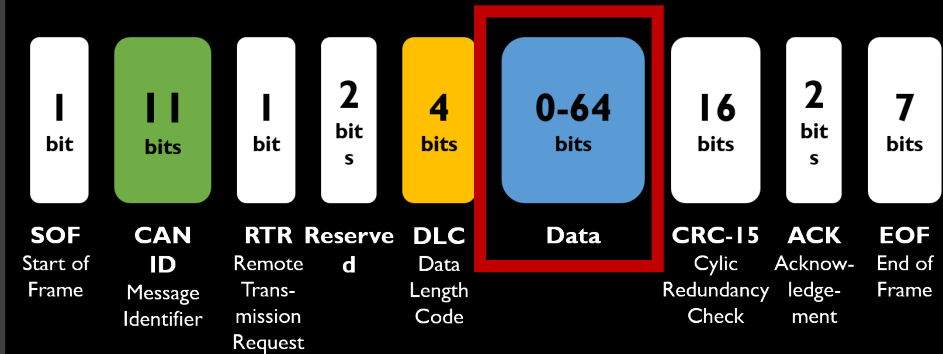 1
bit
11
bits
1
bit
2
bit
s
4
bits
0-64
bits
16
bits
2
bit
s
7
bits
SOF
Start of
Frame
CAN
ID
Message
Identifier
RTR
Remote
Trans-
mission
Request
Reserve
d
DLC
Data
Length
Code
Data
CRC-15
Cylic
Redundancy
Check
ACK
Acknow-
ledge-
ment
EOF
End of
Frame